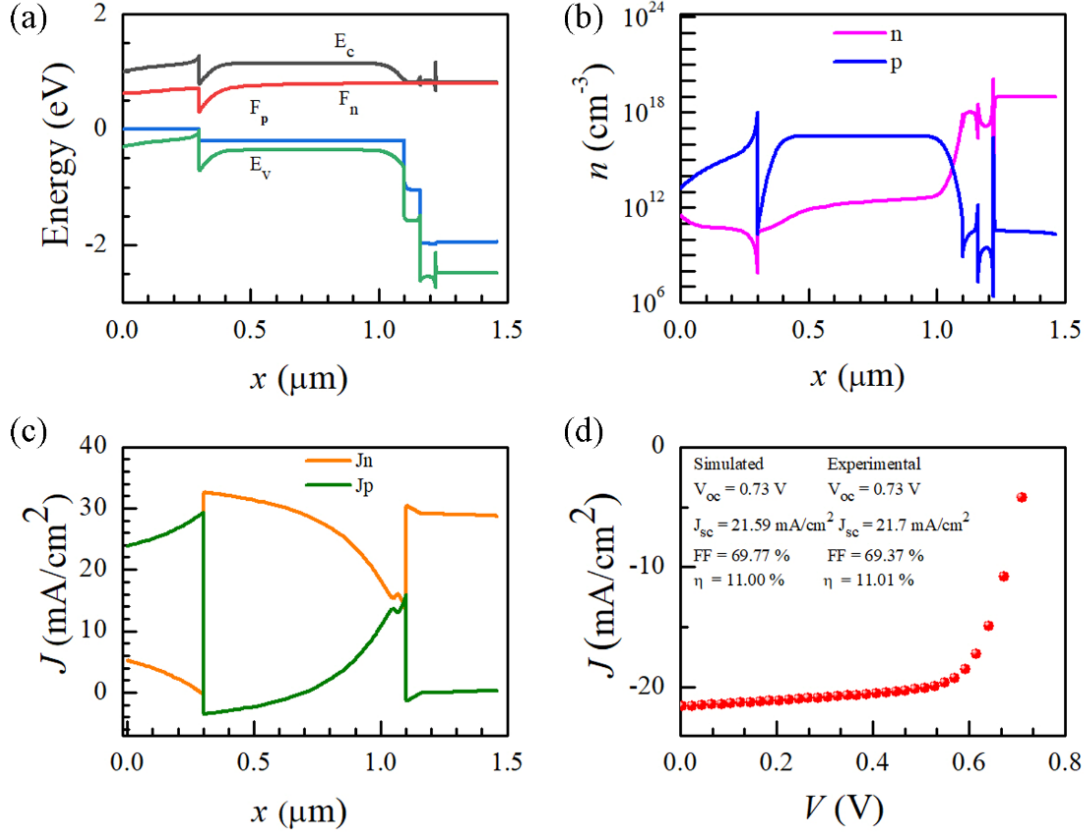 (a)
2
0
-2
Energy (eV)
E_c
F_p
F_n
E_V
0.0 0.5 1.0 1.5
x (μm)
(b)
10^24
10^18
10^12
10^6
n (cm^-3)
n
p
0.0 0.5 1.0 1.5
x (μm)
(c)
40
30
20
10
0
J (mA/cm^2)
Jn
Jp
0.0 0.5 1.0 1.5
x (μm)
(d)
0
-10
-20
J (mA/cm^2)
Simulated Experimental
V_oc = 0.73 V V_oc = 0.73 V
J_sc = 21.59 mA/cm^2 J_sc = 21.7 mA/cm^2
FF = 69.77 % FF = 69.37 %
η = 11.00 % η = 11.01 %
0.0 0.2 0.4 0.6 0.8
V (V)